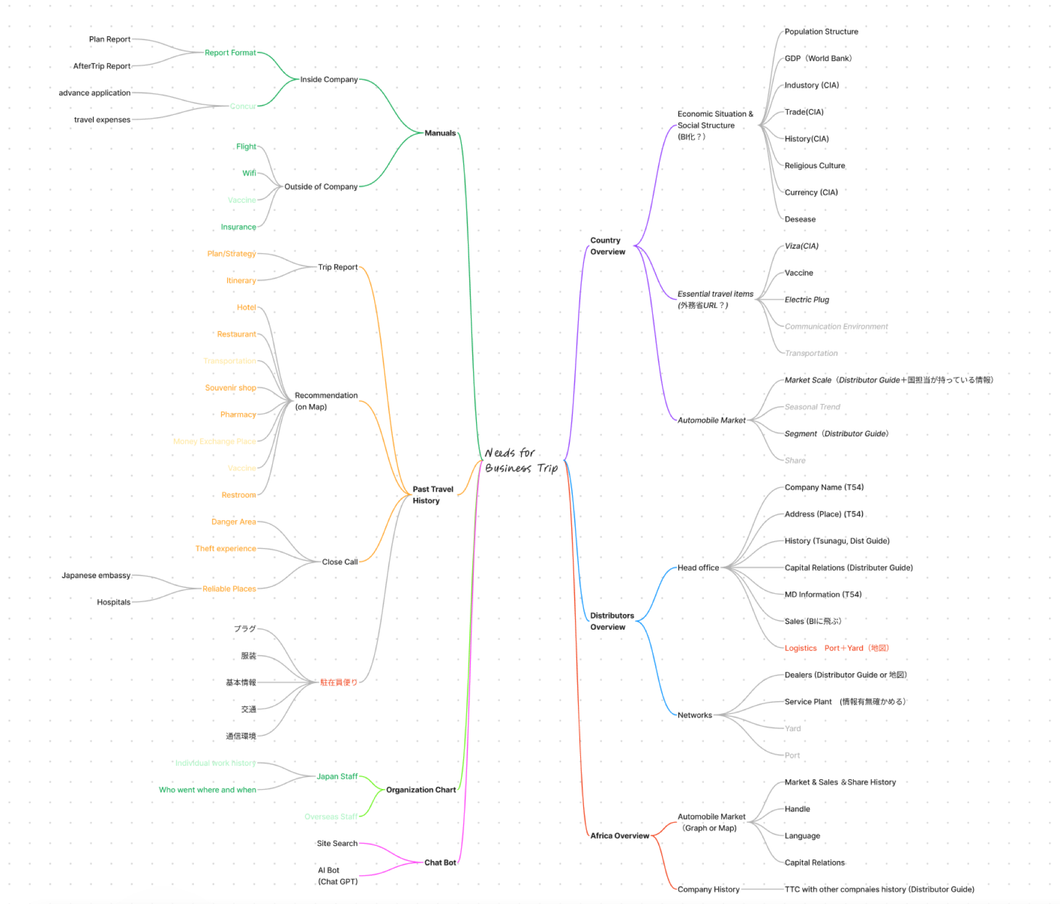 Needs for
Business Trip
Manuals
Inside Company
Report Format
Plan Report
AfterTrip Report
Concur
advance application
travel expenses
Outside of Company
Flight
Wifi
Vaccine
Insurance
Past Travel
History
Trip Report
Plan/Strategy
Itinerary
Recommendation
(on Map)
Hotel
Restaurant
Transportation
Souvenir shop
Pharmacy
Money Exchange Place
Vaccine
Restroom
Close Call
Danger Area
Theft experience
Reliable Places
Japanese embassy
Hospitals
駐在員便り
プラグ
服装
基本情報
交通
通信環境
Organization Chart
Japan Staff
Individual work history
Who went where and when
Overseas Staff
Chat Bot
Site Search
AI Bot
(Chat GPT)
Country
Overview
Economic Situation &
Social Structure
(BI化？)
Population Structure
GDP（World Bank）
Industory (CIA)
Trade(CIA)
History(CIA)
Religious Culture
Currency (CIA)
Desease
Essential travel items
(外務省URL？)
Viza(CIA)
Vaccine
Electric Plug
Communication Environment
Transportation
Automobile Market
Market Scale（Distributor Guide＋国担当が持っている情報）
Seasonal Trend
Segment（Distributor Guide）
Share
Distributors
Overview
Head office
Company Name (T54)
Address (Place) (T54)
History (Tsunagu, Dist Guide)
Capital Relations (Distributer Guide)
MD Information (T54)
Sales (BIに飛ぶ）
Logistics　Port＋Yard（地図）
Networks
Dealers (Distributor Guide or 地図）
Service Plant　(情報有無確かめる）
Yard
Port
Africa Overview
Automobile Market
（Graph or Map)
Market & Sales ＆Share History
Handle
Language
Capital Relations
Company History
TTC with other compnaies history (Distributor Guide)